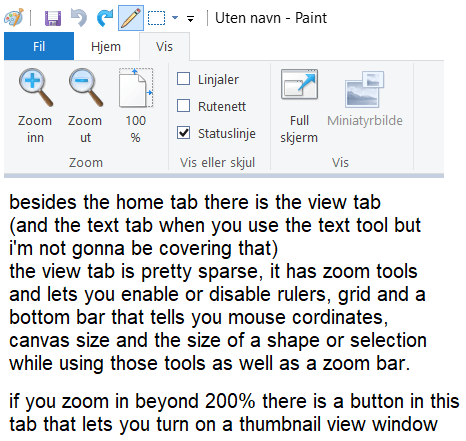 Uten navn - Paint
Fil Hjem Vis
Zoom inn
Zoom ut
100 %
Linjaler
Rutenett
Statuslinje
Full skjerm
Miniatyrbilde
Zoom
Vis eller skjul
Vis
besides the home tab there is the view tab
(and the text tab when you use the text tool but
i'm not gonna be covering that)
the view tab is pretty sparse, it has zoom tools
and lets you enable or disable rulers, grid and a
bottom bar that tells you mouse cordinates,
canvas size and the size of a shape or selection
while using those tools as well as a zoom bar.
if you zoom in beyond 200% there is a button in this
tab that lets you turn on a thumbnail view window